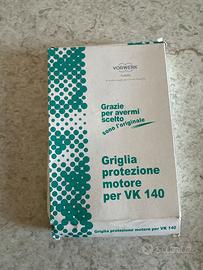 VORWERK
Grazie
per avermi
scelto
sono l'originale
Griglia
protezione
motore
per VK 140
Griglia protezione motore per VK 140